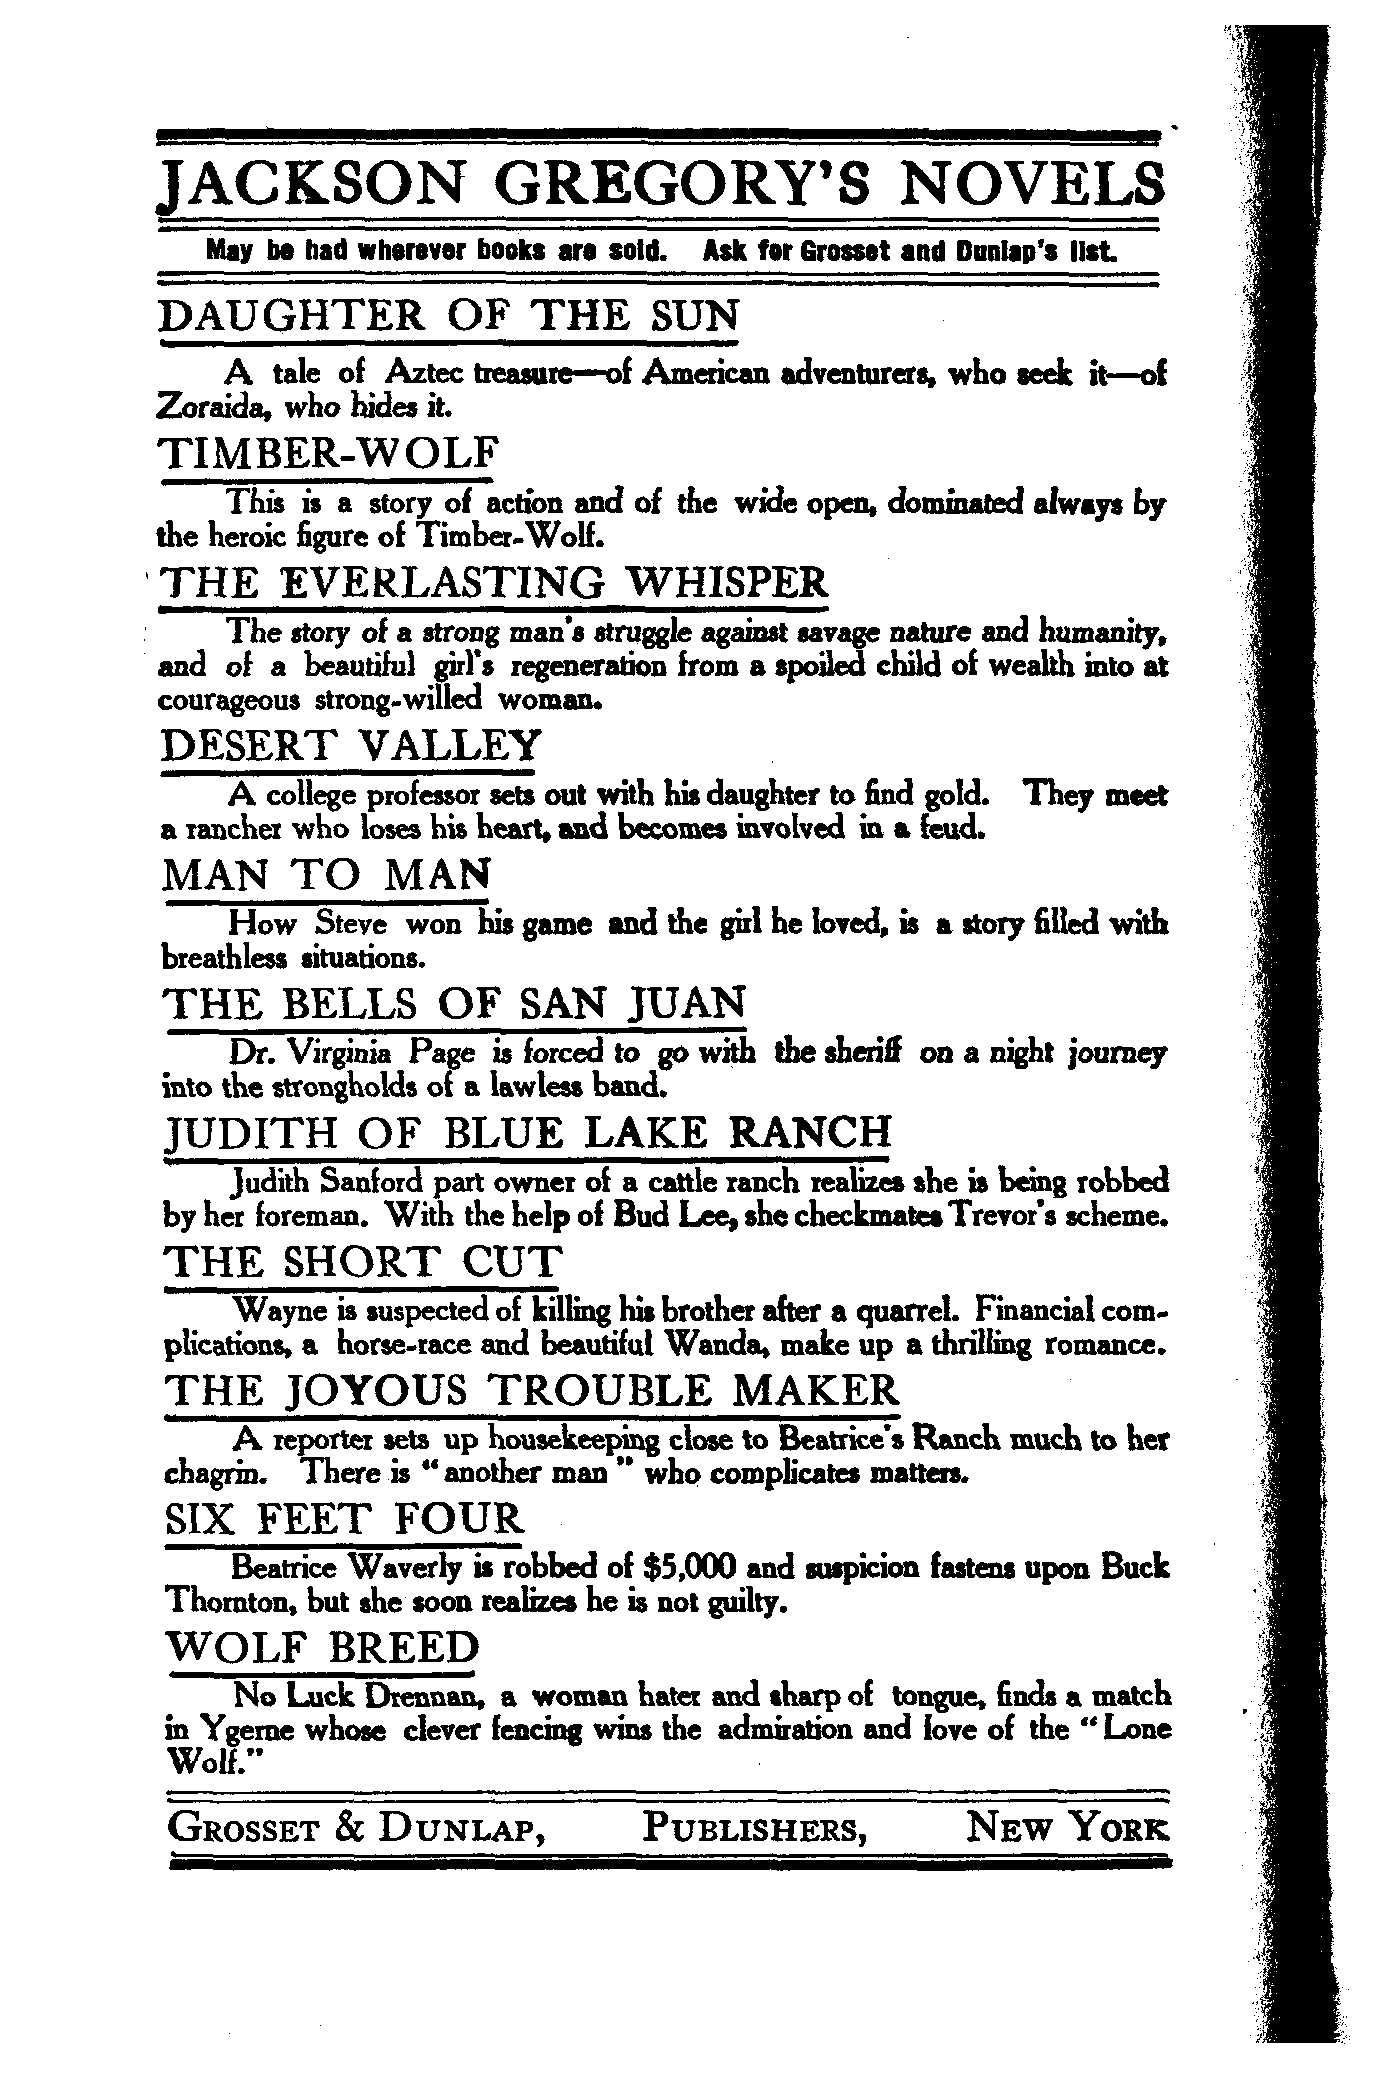 JACKSON GREGORY'S NOVELS
May be had wherever books are sold. Ask for Grosset and Dunlap's list.
DAUGHTER OF THE SUN
A tale of Aztec treasure—of American adventurers, who seek it—of
Zoraida, who hides it.
TIMBER-WOLF
This is a story of action and of the wide open, dominated always by
the heroic figure of Timber-Wolf.
THE EVERLASTING WHISPER
The story of a strong man's struggle against savage nature and humanity,
and of a beautiful girl's regeneration from a spoiled child of wealth into at
courageous strong-willed woman.
DESERT VALLEY
A college professor sets out with his daughter to find gold. They meet
a rancher who loses his heart, and becomes involved in a feud.
MAN TO MAN
How Steve won his game and the girl he loved, is a story filled with
breathless situations.
THE BELLS OF SAN JUAN
Dr. Virginia Page is forced to go with the sheriff on a night journey
into the strongholds of a lawless band.
JUDITH OF BLUE LAKE RANCH
Judith Sanford part owner of a cattle ranch realizes she is being robbed
by her foreman. With the help of Bud Lee, she checkmates Trevor's scheme.
THE SHORT CUT
Wayne is suspected of killing his brother after a quarrel. Financial com-
plications, a horse-race and beautiful Wanda, make up a thrilling romance.
THE JOYOUS TROUBLE MAKER
A reporter sets up housekeeping close to Beatrice's Ranch much to her
chagrin. There is "another man" who complicates matters.
SIX FEET FOUR
Beatrice Waverly is robbed of $5,000 and suspicion fastens upon Buck
Thornton, but she soon realizes he is not guilty.
WOLF BREED
No Luck Drennan, a woman hater and sharp of tongue, finds a match
in Ygerne whose clever fencing wins the admiration and love of the "Lone
Wolf."
GROSSET & DUNLAP, PUBLISHERS, NEW YORK